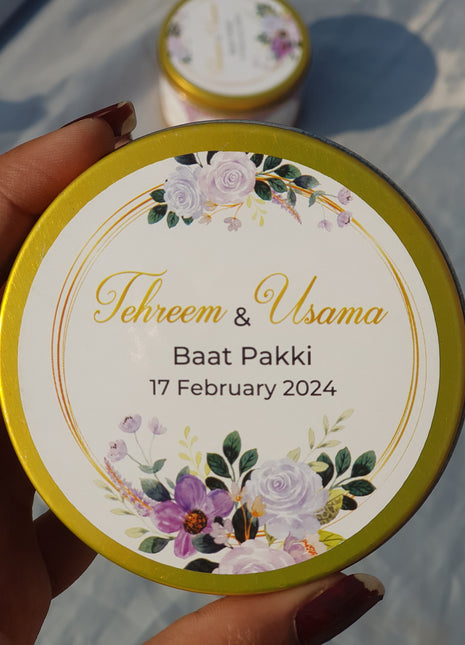 Tehreem & Usama
Baat Pakki
17 February 2024